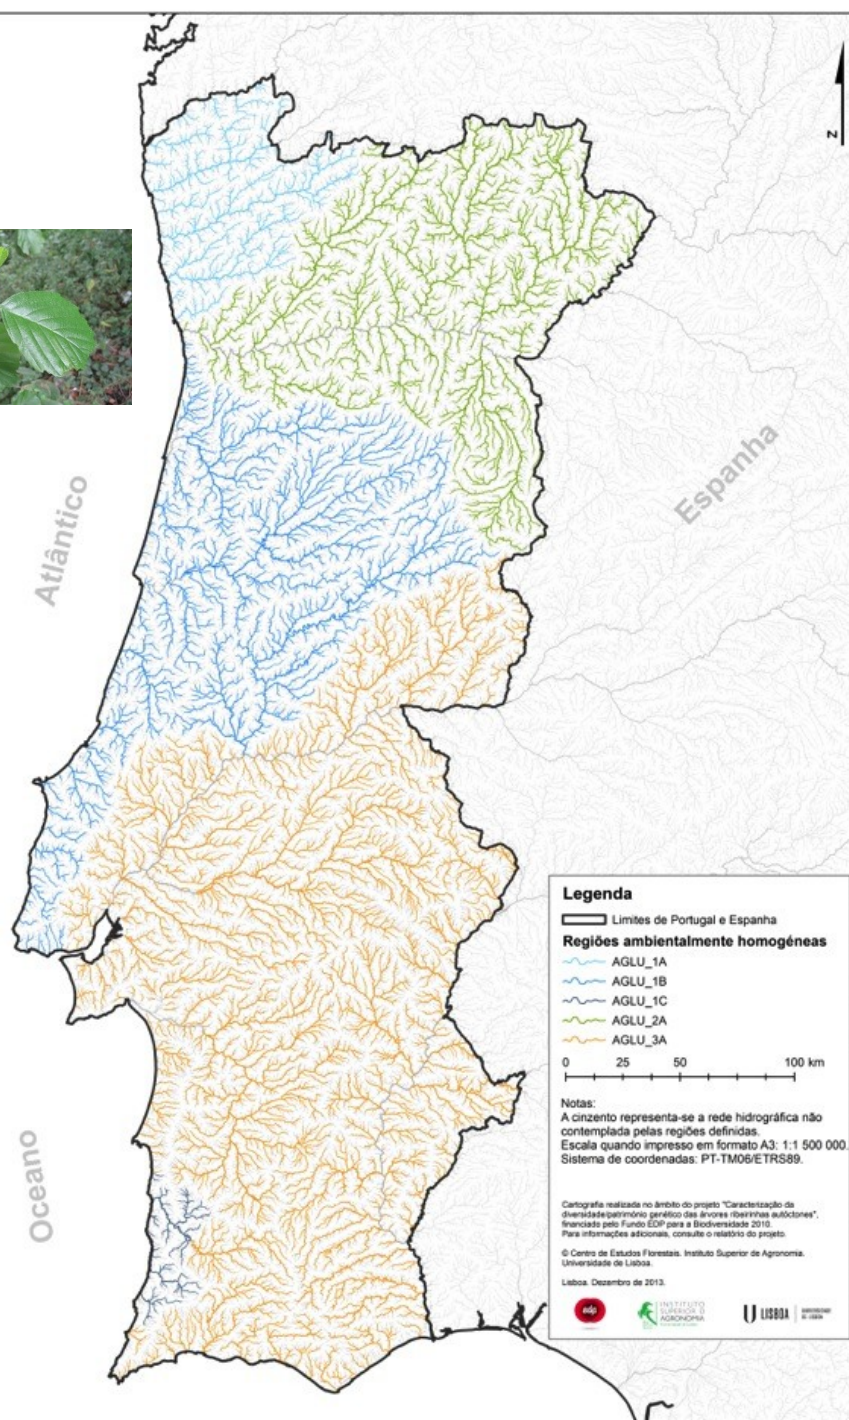 N
Atlântico
Espanha
Oceano
Legenda
Limites de Portugal e Espanha
Regiões ambientalmente homogéneas
AGLU_1A
AGLU_1B
AGLU_1C
AGLU_2A
AGLU_3A
0 25 50 100 km
Notas:
A cinzento representa-se a rede hidrográfica não
contemplada pelas regiões definidas.
Escala quando impresso em formato A3: 1:1 500 000.
Sistema de coordenadas: PT-TM06/ETRS89.
Cartografia realizada no âmbito do projeto "Caracterização da
diversidade/património genético das árvores ribeirinhas autóctones",
financiado pelo Fundo EDP para a Biodiversidade 2010.
Para informações adicionais, consulte o relatório do projeto.
© Centro de Estudos Florestais. Instituto Superior de Agronomia.
Universidade de Lisboa.
Lisboa. Dezembro de 2013.
edp
INSTITUTO
SUPERIOR D
AGRONOMIA
LISBOA